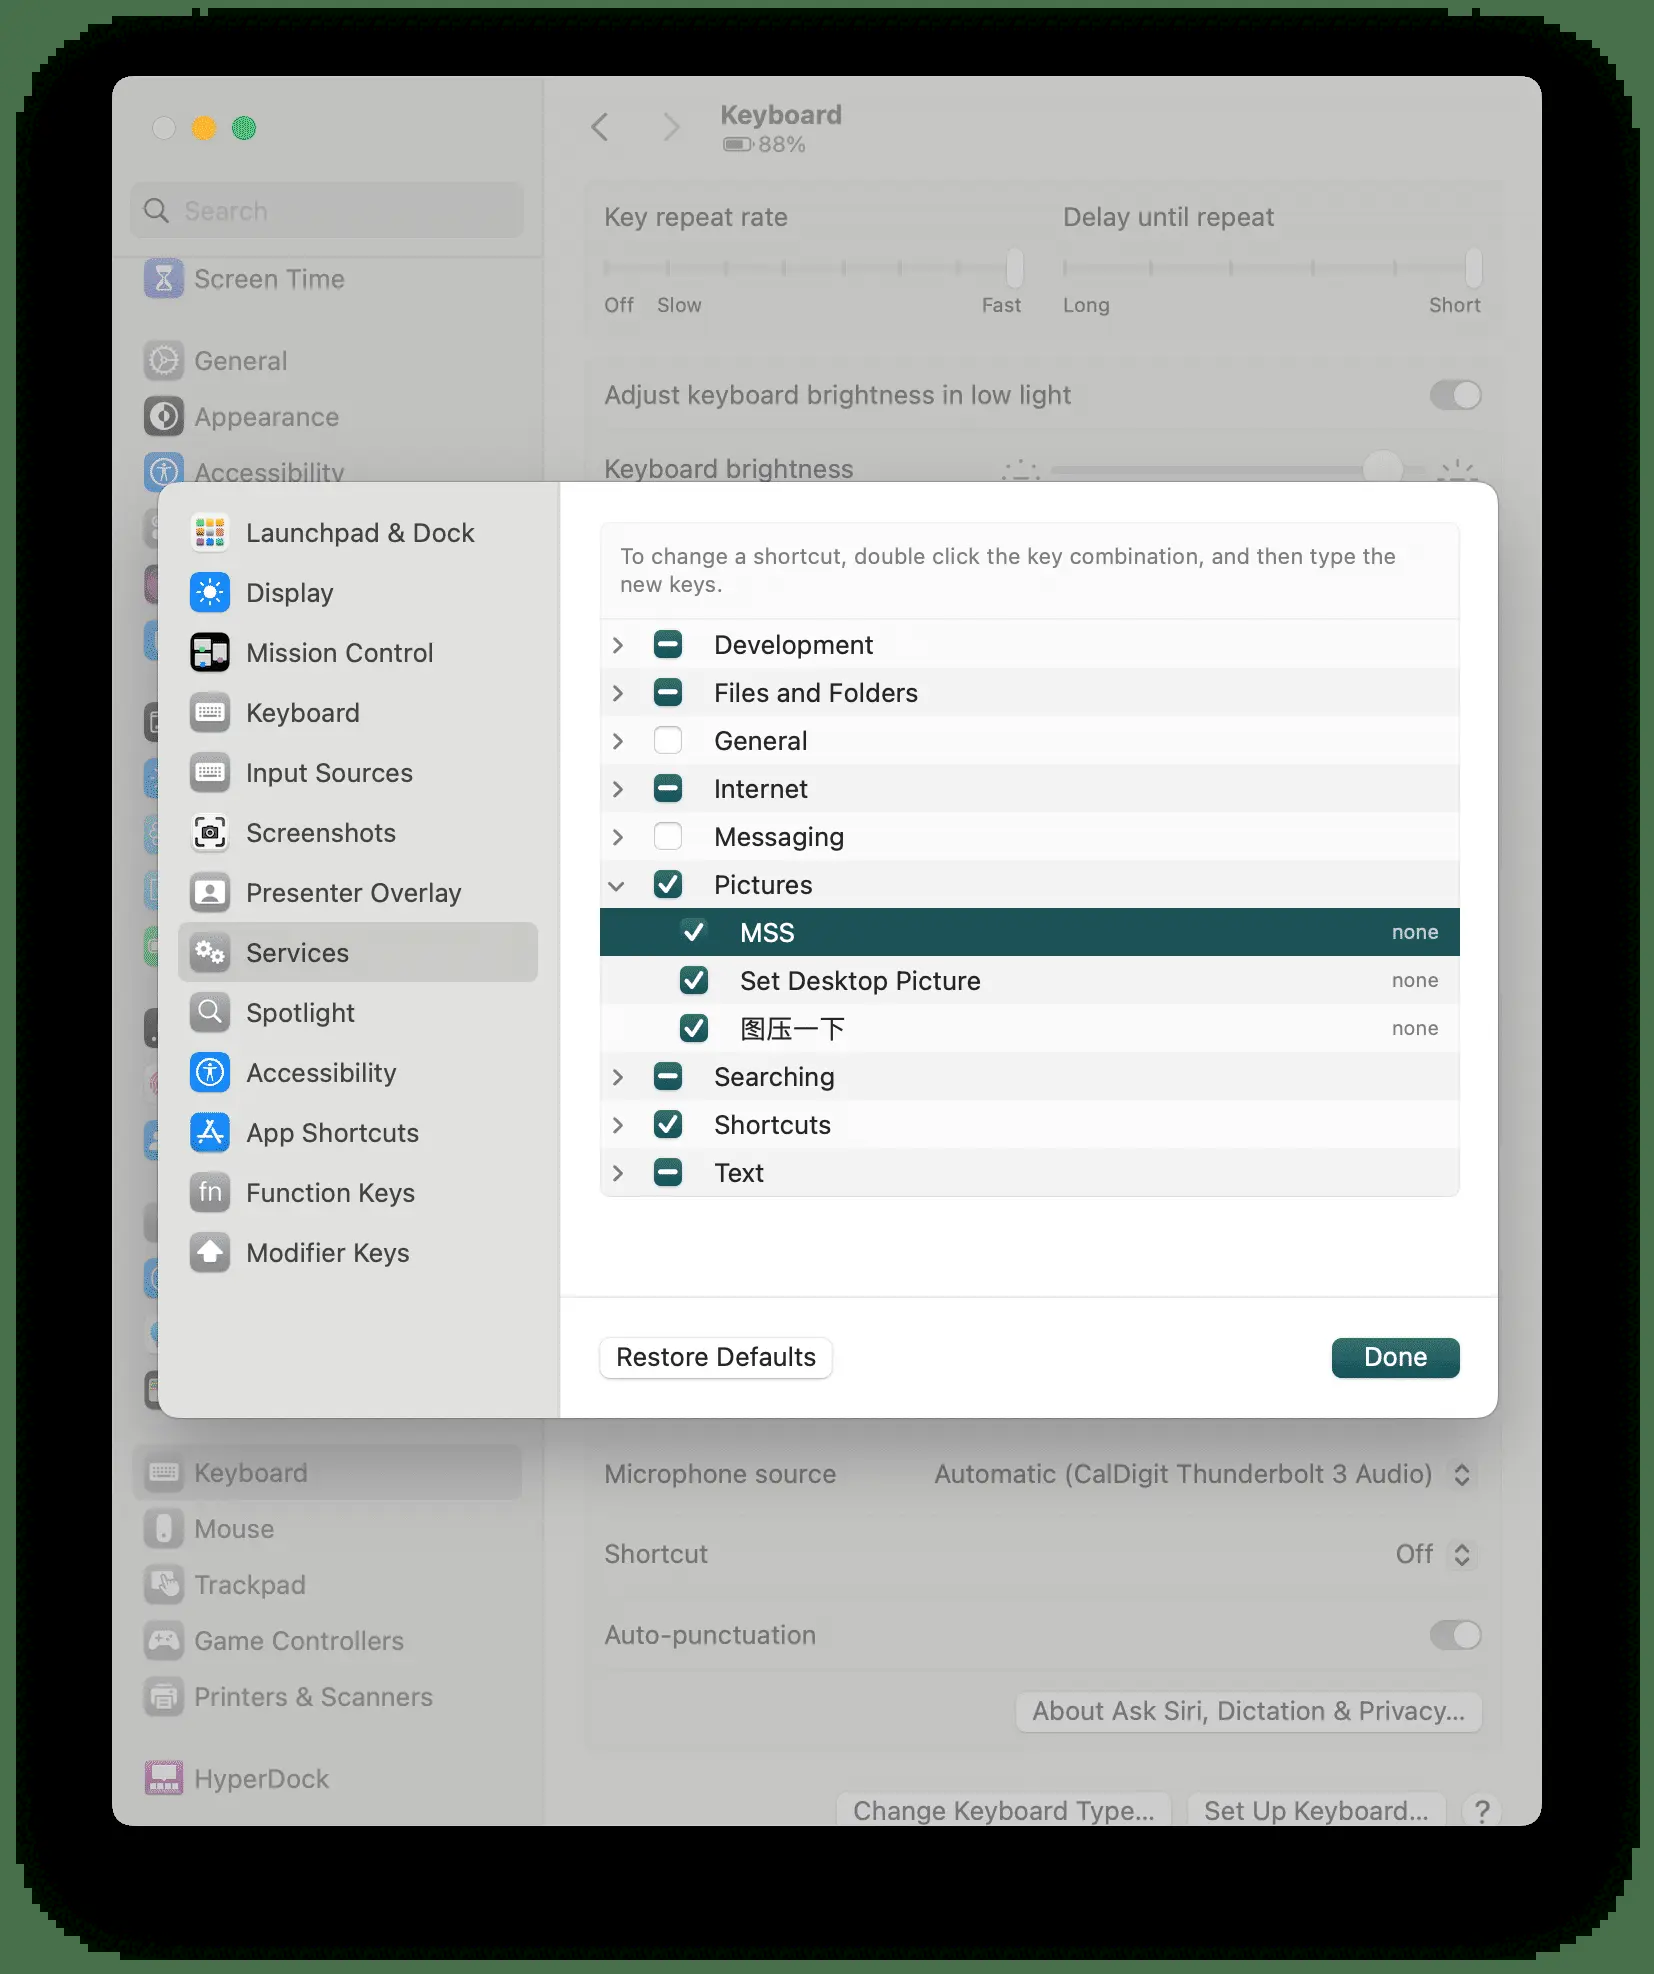 Keyboard
88%
Search
Screen Time
General
Appearance
Accessibility
Key repeat rate
Delay until repeat
Off Slow Fast
Long Short
Adjust keyboard brightness in low light
Keyboard brightness
Launchpad & Dock
Display
Mission Control
Keyboard
Input Sources
Screenshots
Presenter Overlay
Services
Spotlight
Accessibility
App Shortcuts
fn Function Keys
Modifier Keys
To change a shortcut, double click the key combination, and then type the
new keys.
Development
Files and Folders
General
Internet
Messaging
Pictures
MSS none
Set Desktop Picture none
图压一下 none
Searching
Shortcuts
Text
Restore Defaults
Done
Keyboard
Mouse
Trackpad
Game Controllers
Printers & Scanners
HyperDock
Microphone source Automatic (CalDigit Thunderbolt 3 Audio)
Shortcut Off
Auto-punctuation
About Ask Siri, Dictation & Privacy...
Change Keyboard Type... Set Up Keyboard... ?